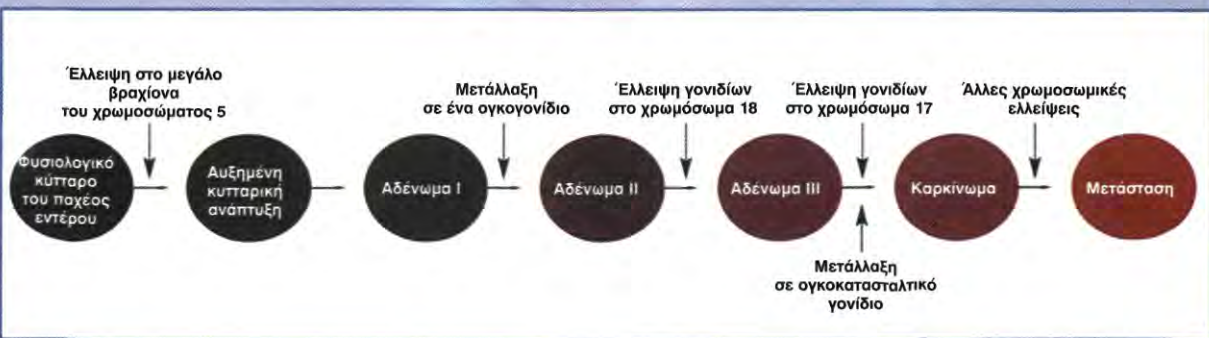 Έλλειψη στο μεγάλο
βραχίονα
του χρωμοσώματος 5
Μετάλλαξη
σε ένα ογκογονίδιο
Έλλειψη γονιδίων
στο χρωμόσωμα 18
Έλλειψη γονιδίων
στο χρωμόσωμα 17
Άλλες χρωμοσωμικές
ελλείψεις
Φυσιολογικό
κύτταρο
του παχέος
εντέρου
Αυξημένη
κυτταρική
ανάπτυξη
Αδένωμα Ι
Αδένωμα ΙΙ
Αδένωμα ΙΙΙ
Καρκίνωμα
Μετάσταση
Μετάλλαξη
σε ογκοκατασταλτικό
γονίδιο